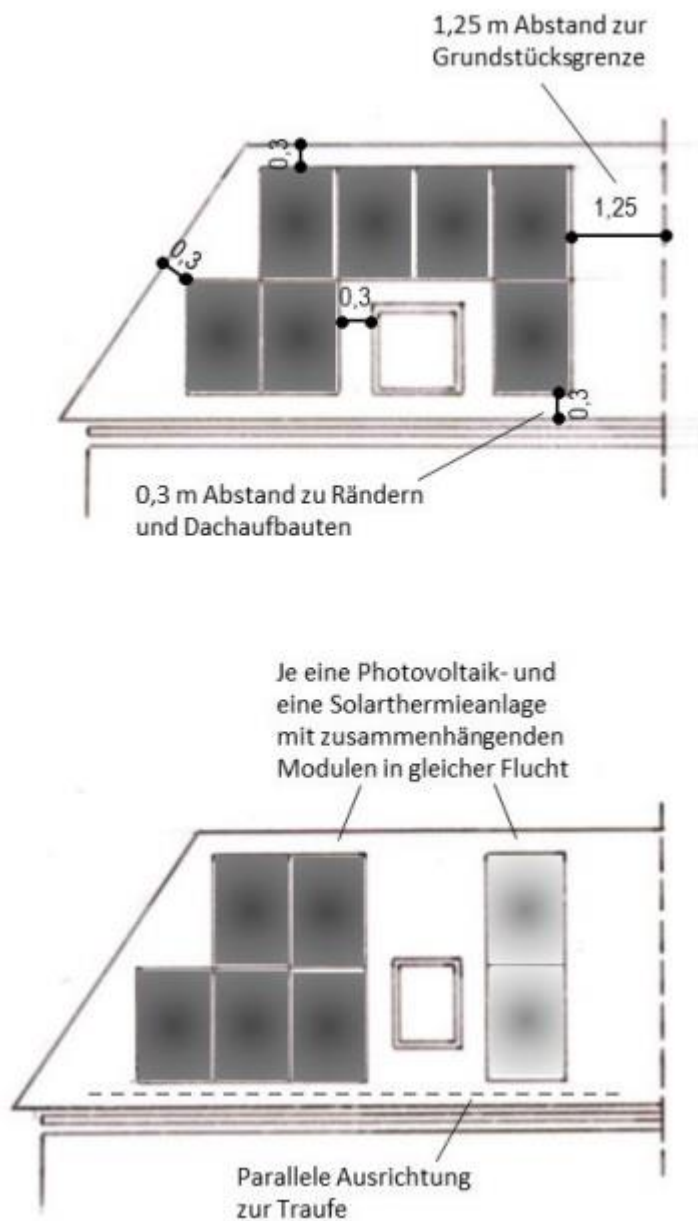 1,25 m Abstand zur
Grundstücksgrenze
0,3
1,25
0,3
0,3
0,3
0,3 m Abstand zu Rändern
und Dachaufbauten
Je eine Photovoltaik- und
eine Solarthermieanlage
mit zusammenhängenden
Modulen in gleicher Flucht
Parallele Ausrichtung
zur Traufe